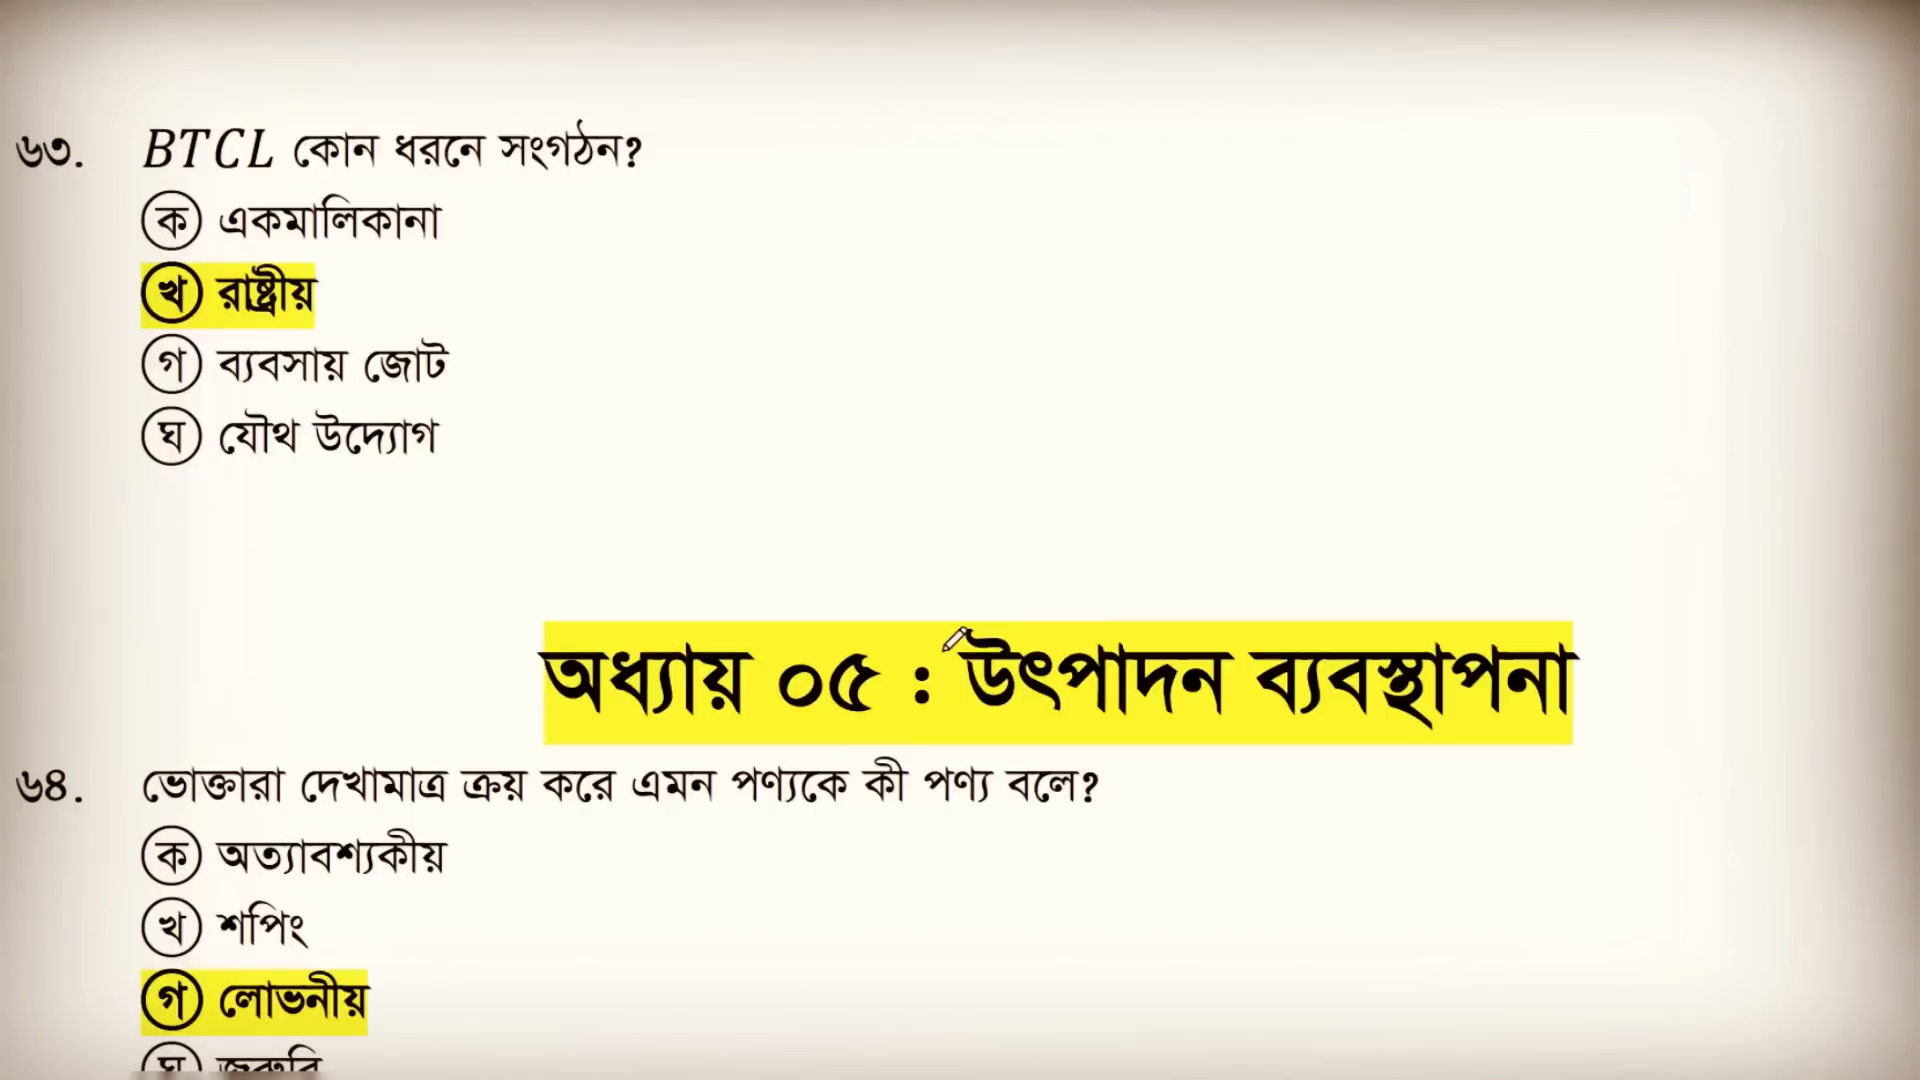 ৬৩. BTCL কোন ধরনে সংগঠন?
ক একমালিকানা
খ রাষ্ট্রীয়
গ ব্যবসায় জোট
ঘ যৌথ উদ্যোগ
অধ্যায় ০৫ : উৎপাদন ব্যবস্থাপনা
৬৪. ভোক্তারা দেখামাত্র ক্রয় করে এমন পণ্যকে কী পণ্য বলে?
ক অত্যাবশ্যকীয়
খ শপিং
গ লোভনীয়
ঘ জরুরি